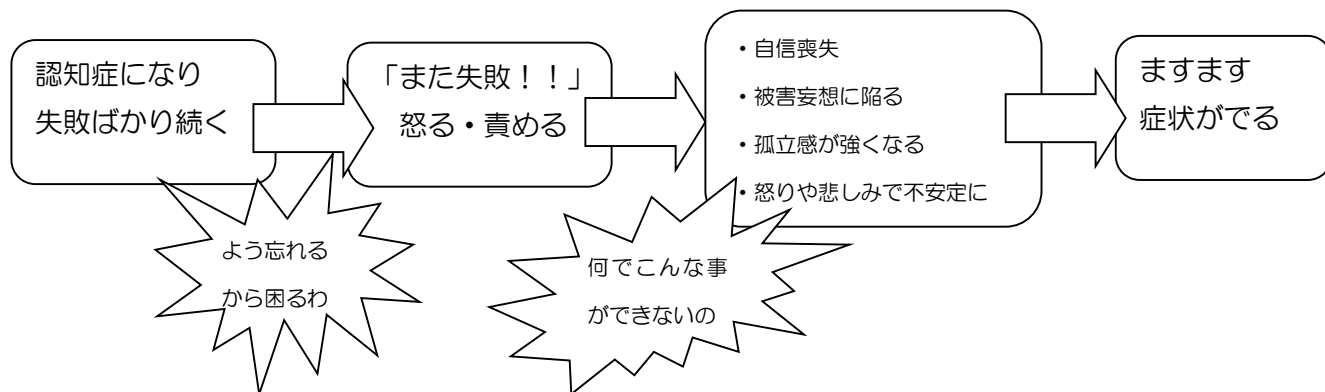 認知症になり
失敗ばかり続く
「また失敗！！」
怒る・責める
・自信喪失
・被害妄想に陥る
・孤立感が強くなる
・怒りや悲しみで不安定に
ますます
症状がでる
よう忘れる
から困るわ
何でこんな事
ができないの